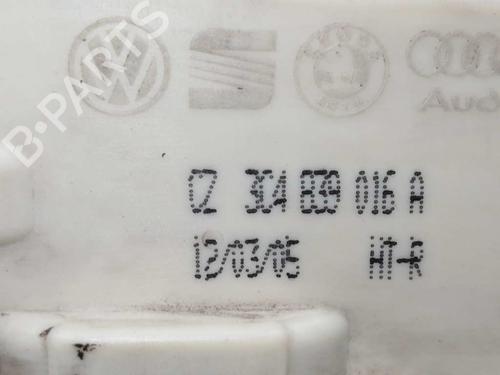 B-PARTS
Audi
CZ 3C4 839 016 A
12/03/05 HT-R